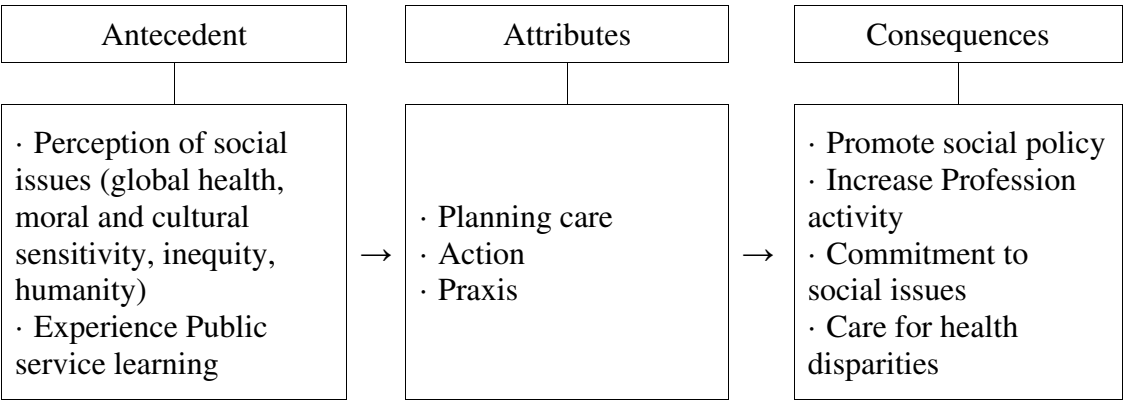 Antecedent
Attributes
Consequences
· Perception of social
issues (global health,
moral and cultural
sensitivity, inequity,
humanity)
· Experience Public
service learning
→
· Planning care
· Action
· Praxis
→
· Promote social policy
· Increase Profession
activity
· Commitment to
social issues
· Care for health
disparities